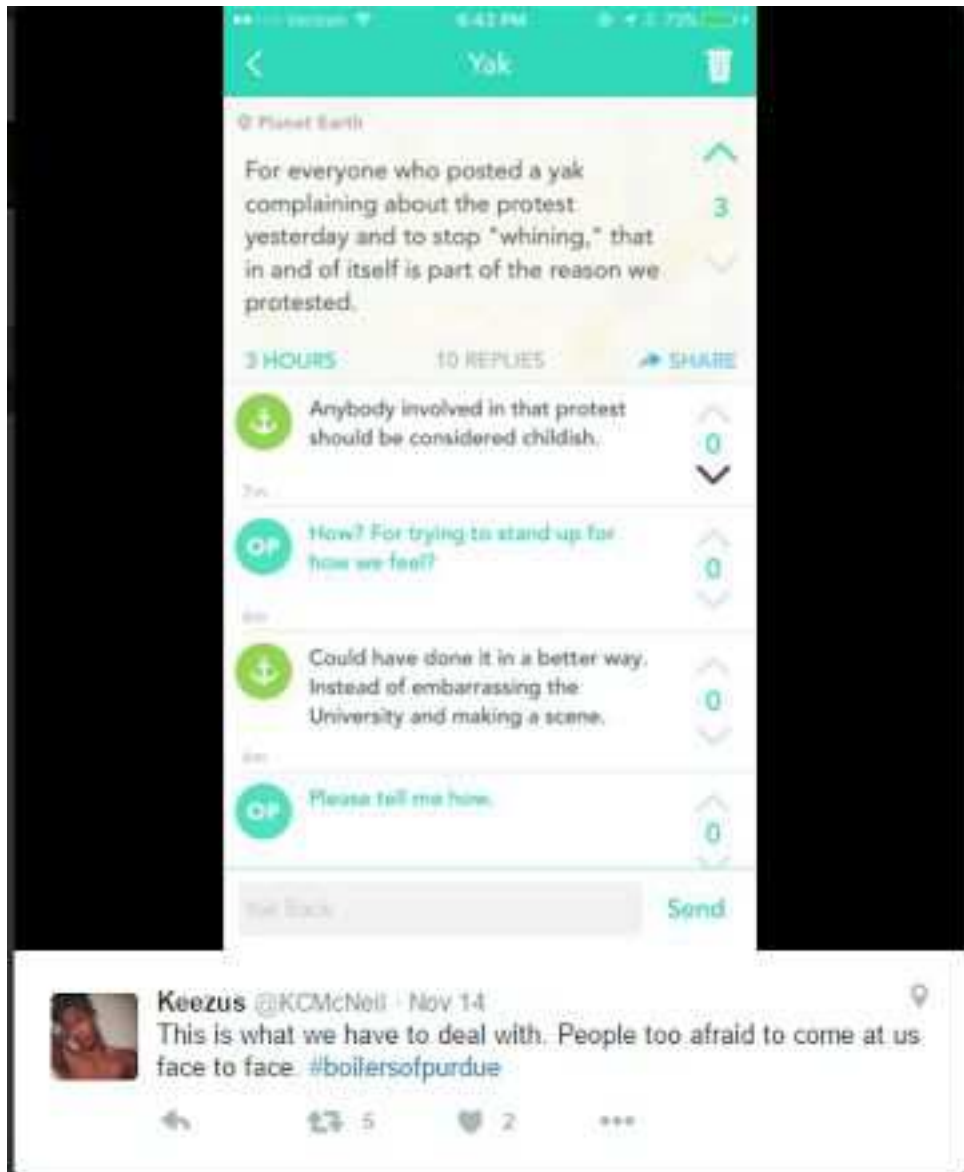 6:42 PM 73%
Yak
Planet Earth
For everyone who posted a yak
complaining about the protest
yesterday and to stop "whining," that
in and of itself is part of the reason we
protested.
3
3 HOURS 10 REPLIES SHARE
Anybody involved in that protest
should be considered childish.
0
7m
OP
How? For trying to stand up for
how we feel?
0
Could have done it in a better way.
Instead of embarrassing the
University and making a scene.
0
OP
Please tell me how.
0
Send
Keezus @KCMcNeil · Nov 14
This is what we have to deal with. People too afraid to come at us
face to face. #boilersofpurdue
5 2